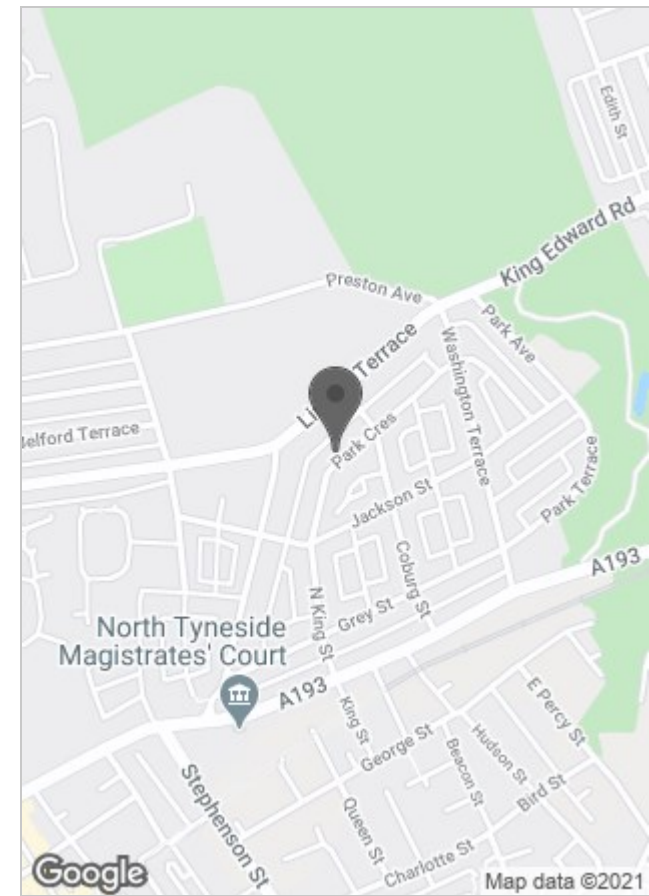 Edith St
King Edward Rd
Preston Ave
Park Ave
Washington Terrace
Terrace
Belford Terrace
Park Cres
Park Terrace
Jackson St
A193
Coburg St
N King St
Grey St
North Tyneside
Magistrates' Court
A193
E Percy St
King St
George St
Hudson St
Beacon St
Bird St
Stephenson St
Queen St
Charlotte St
Google
Map data ©2021